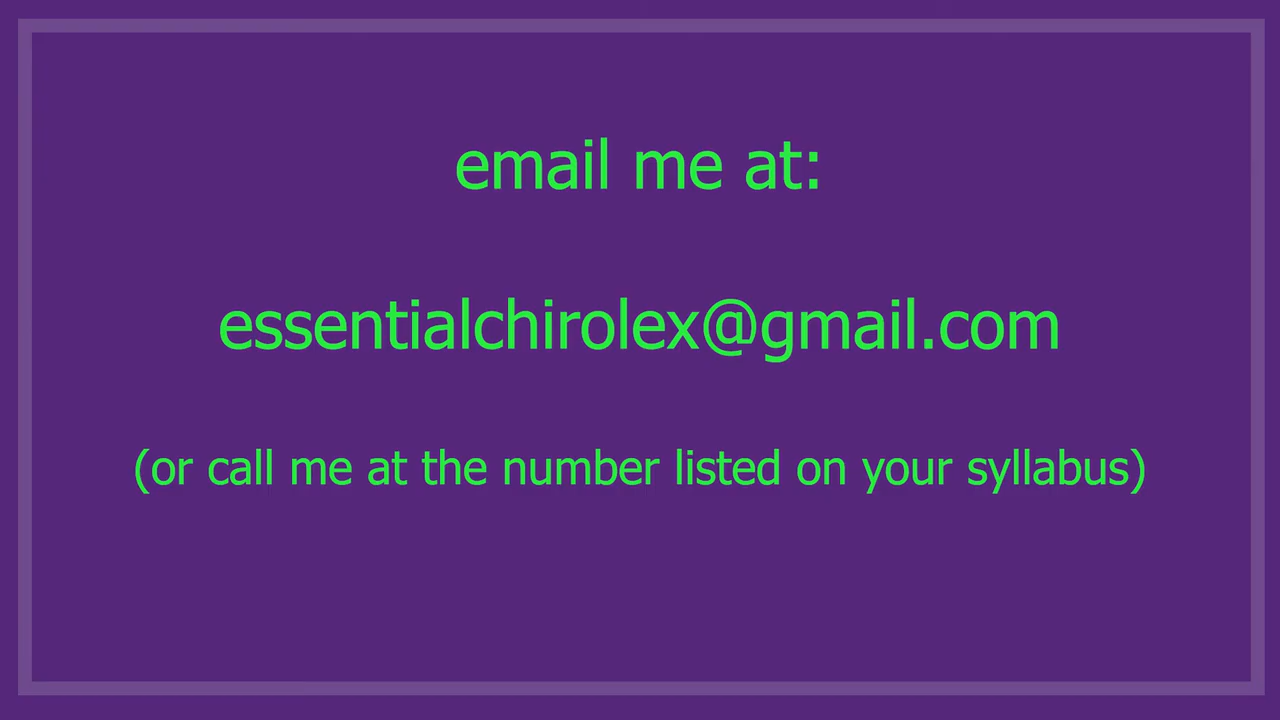 email me at:
essentialchirolex@gmail.com
(or call me at the number listed on your syllabus)